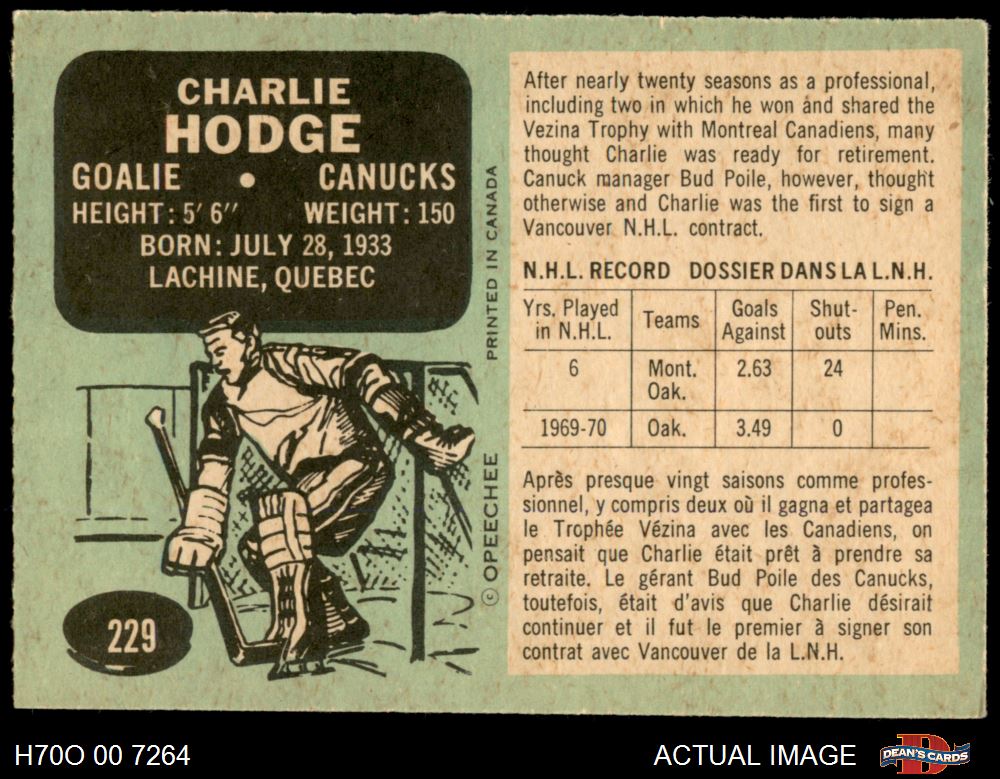 CHARLIE
HODGE
GOALIE • CANUCKS
HEIGHT: 5' 6" WEIGHT: 150
BORN: JULY 28, 1933
LACHINE, QUEBEC
229
© OPEECHEE PRINTED IN CANADA
After nearly twenty seasons as a professional,
including two in which he won and shared the
Vezina Trophy with Montreal Canadiens, many
thought Charlie was ready for retirement.
Canuck manager Bud Poile, however, thought
otherwise and Charlie was the first to sign a
Vancouver N.H.L. contract.
N.H.L. RECORD DOSSIER DANS LA L.N.H.
Yrs. Played Teams Goals Shut- Pen.
in N.H.L. Against outs Mins.
6 Mont. 2.63 24
Oak.
1969-70 Oak. 3.49 0
Après presque vingt saisons comme profes-
sionnel, y compris deux où il gagna et partagea
le Trophée Vézina avec les Canadiens, on
pensait que Charlie était prêt à prendre sa
retraite. Le gérant Bud Poile des Canucks,
toutefois, était d'avis que Charlie désirait
continuer et il fut le premier à signer son
contrat avec Vancouver de la L.N.H.
H70O 00 7264
ACTUAL IMAGE
DEAN'S CARDS